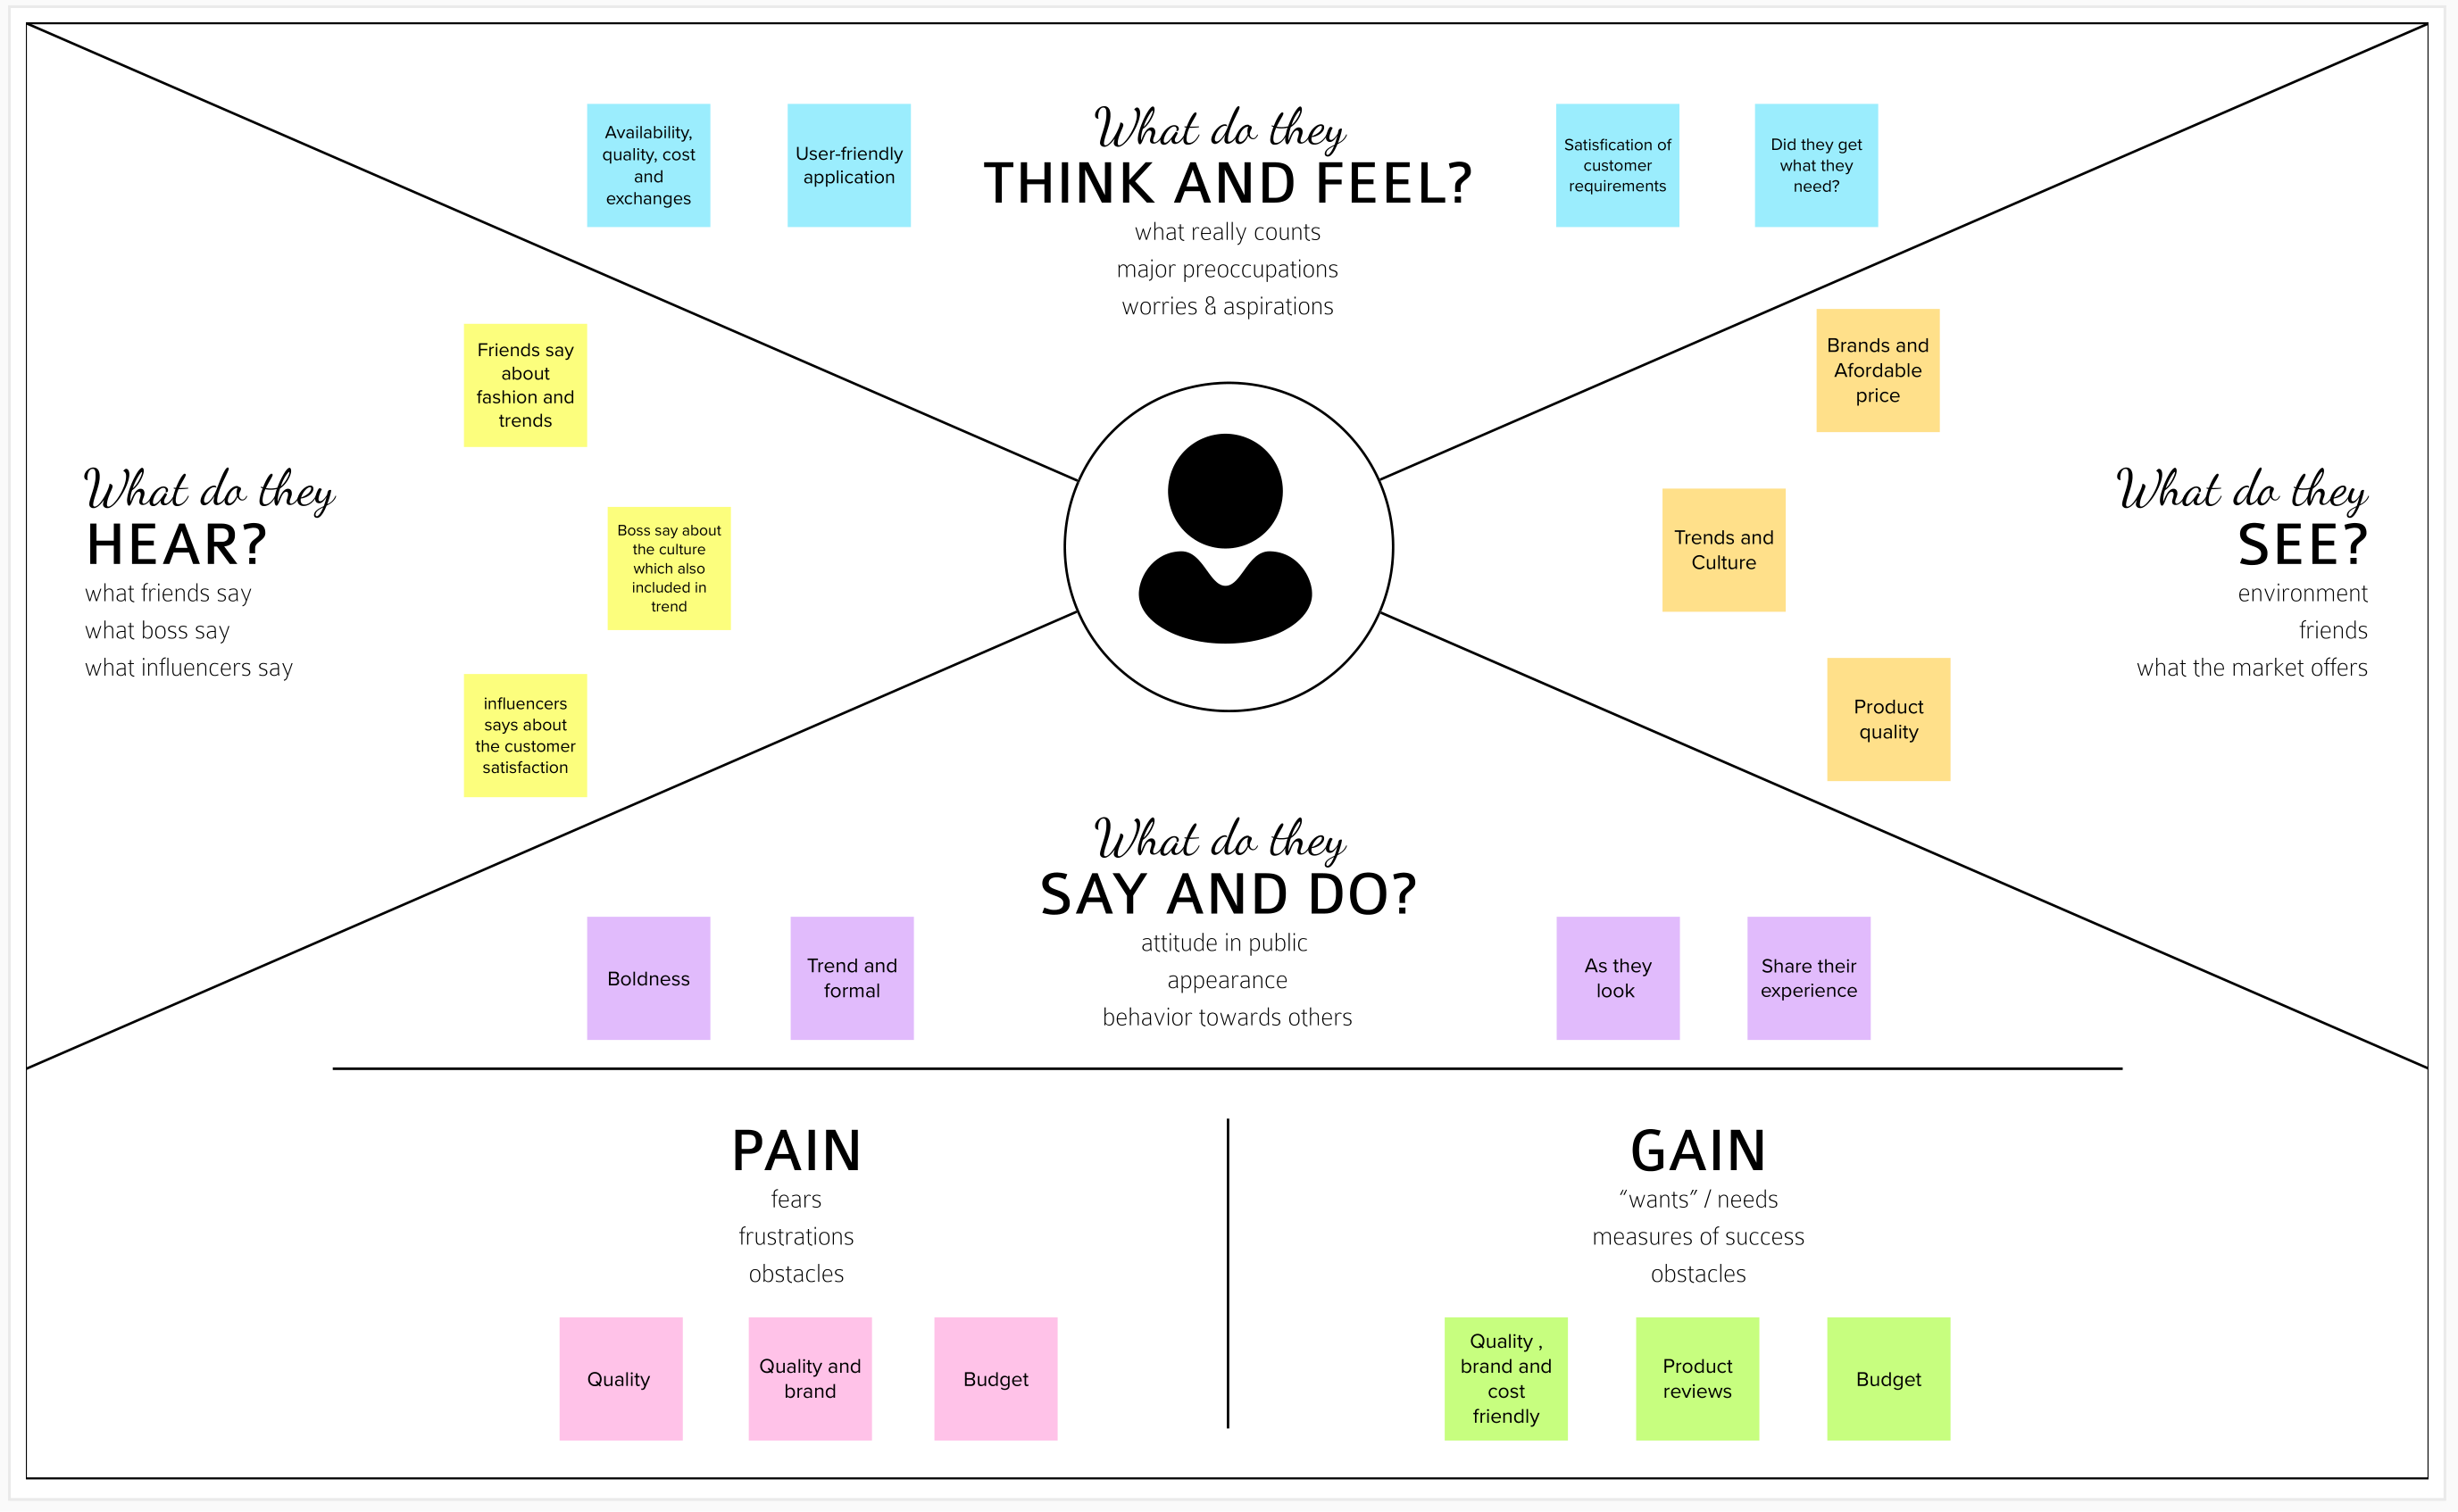 What do they
THINK AND FEEL?
what really counts
major preoccupations
worries & aspirations
Availability,
quality, cost
and
exchanges
User-friendly
application
Satisfication of
customer
requirements
Did they get
what they
need?
What do they
HEAR?
what friends say
what boss say
what influencers say
Friends say
about
fashion and
trends
Boss say about
the culture
which also
included in
trend
influencers
says about
the customer
satisfaction
What do they
SEE?
environment
friends
what the market offers
Brands and
Afordable
price
Trends and
Culture
Product
quality
What do they
SAY AND DO?
attitude in public
appearance
behavior towards others
Boldness
Trend and
formal
As they
look
Share their
experience
PAIN
fears
frustrations
obstacles
Quality
Quality and
brand
Budget
GAIN
“wants” / needs
measures of success
obstacles
Quality ,
brand and
cost
friendly
Product
reviews
Budget